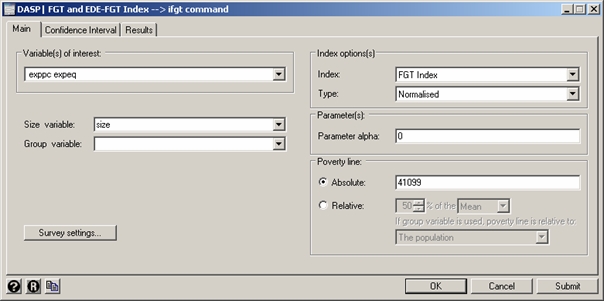 DASP| FGT and EDE-FGT Index --> ifgt command
Main
Confidence Interval
Results
Variable(s) of interest:
exppc expeq
Size variable:
size
Group variable:
Survey settings...
Index options(s)
Index:
FGT Index
Type:
Normalised
Parameter(s):
Parameter alpha:
0
Poverty line:
Absolute:
41099
Relative:
50
% of the
Mean
If group variable is used, poverty line is relative to:
The population
? R
OK
Cancel
Submit